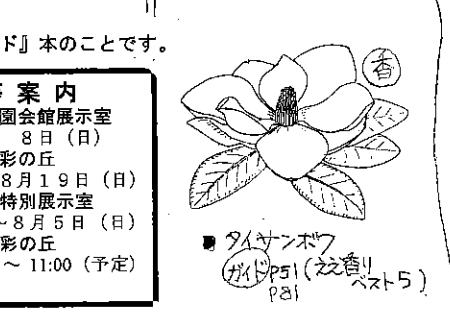 ド』本のことです。
案内
園会館展示室
8日(日)
彩の丘
8月19日(日)
特別展示室
~8月5日(日)
彩の丘
~11:00(予定)
香
タイサンボク
ガイドP51(ええ香り
ベスト5)
P81